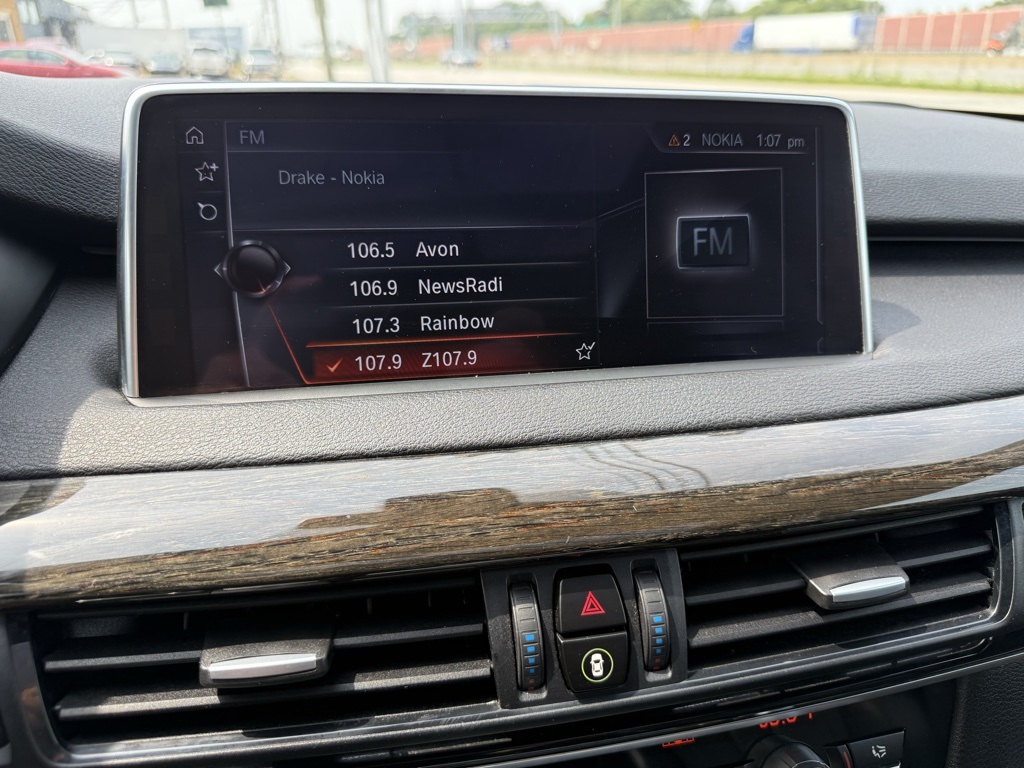 FM
2 NOKIA 1:07 pm
Drake - Nokia
FM
106.5 Avon
106.9 NewsRadi
107.3 Rainbow
107.9 Z107.9